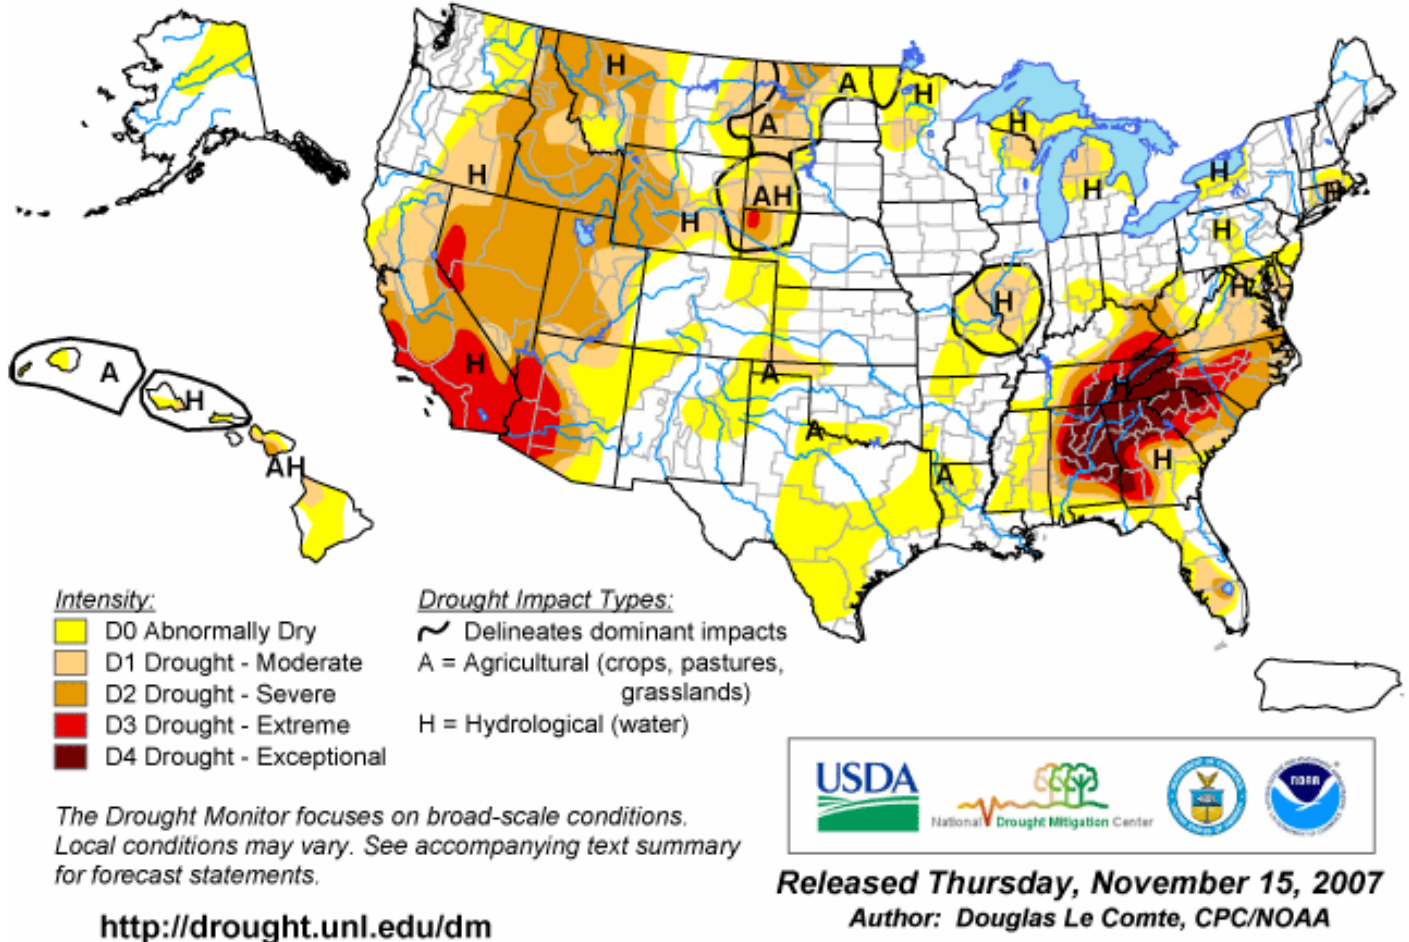 H
A
H
A
H
H
H
AH
H
H
H
H
H
H
H
H
A
H
A
H
A
A
H
AH
Intensity:
D0 Abnormally Dry
D1 Drought - Moderate
D2 Drought - Severe
D3 Drought - Extreme
D4 Drought - Exceptional
Drought Impact Types:
Delineates dominant impacts
A = Agricultural (crops, pastures,
grasslands)
H = Hydrological (water)
The Drought Monitor focuses on broad-scale conditions.
Local conditions may vary. See accompanying text summary
for forecast statements.
http://drought.unl.edu/dm
USDA
National Drought Mitigation Center
NOAA
Released Thursday, November 15, 2007
Author: Douglas Le Comte, CPC/NOAA